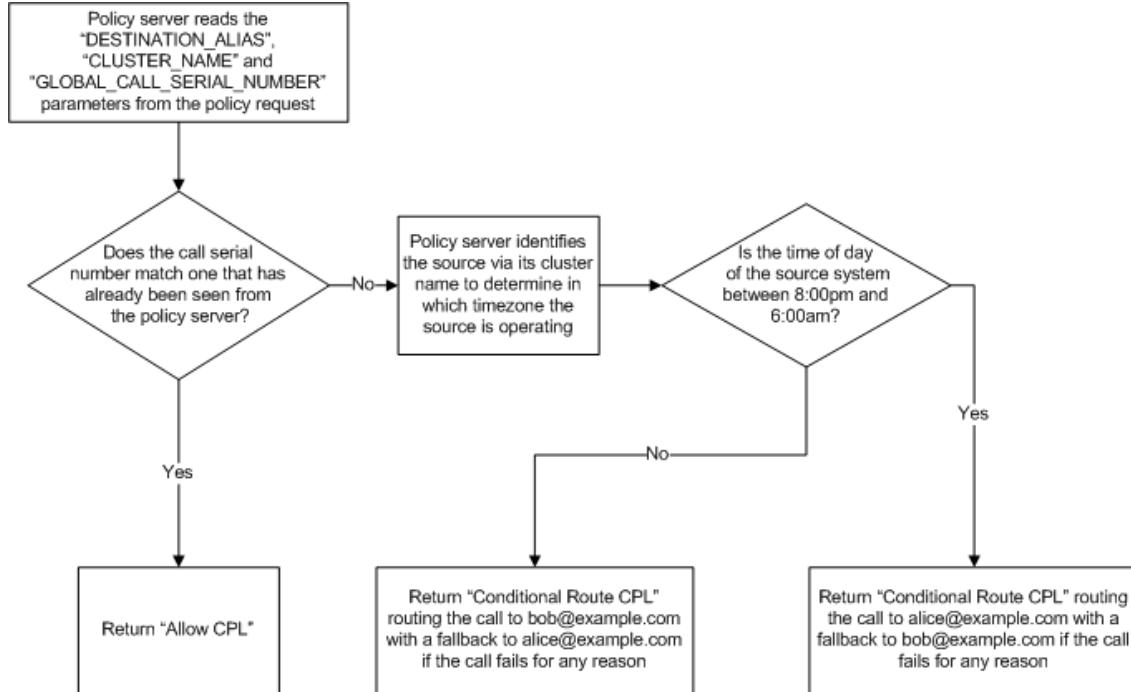 Policy server reads the
“DESTINATION_ALIAS”,
“CLUSTER_NAME” and
“GLOBAL_CALL_SERIAL_NUMBER”
parameters from the policy request
Does the call serial
number match one that has
already been seen from
the policy server?
No
Policy server identifies
the source via its cluster
name to determine in
which timezone the
source is operating
Is the time of day
of the source system
between 8:00pm and
6:00am?
Yes
No
Yes
Return “Allow CPL”
Return “Conditional Route CPL”
routing the call to bob@example.com
with a fallback to alice@example.com
if the call fails for any reason
Return “Conditional Route CPL” routing
the call to alice@example.com with a
fallback to bob@example.com if the call
fails for any reason